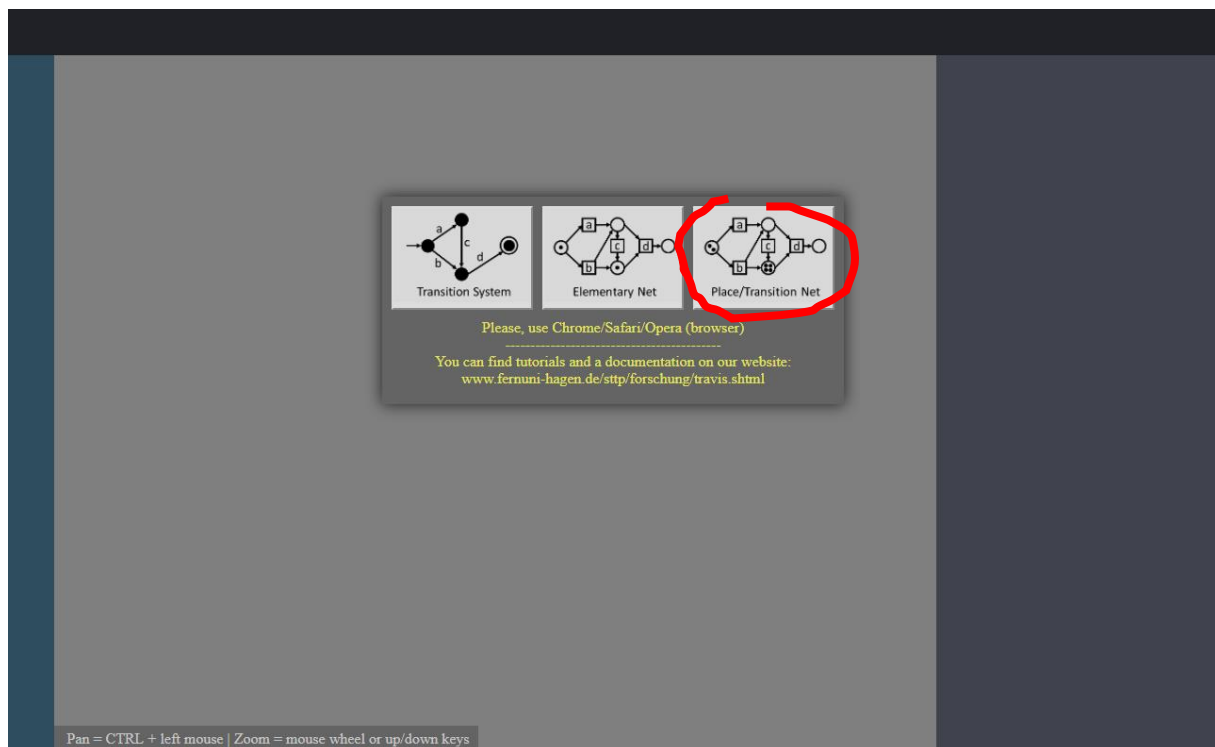 a
c
b
d
Transition System
a
c
d
b
Elementary Net
a
c
d
b
Place/Transition Net
Please, use Chrome/Safari/Opera (browser)
-------------------------------------------
You can find tutorials and a documentation on our website:
www.fernuni-hagen.de/sttp/forschung/travis.shtml
Pan = CTRL + left mouse | Zoom = mouse wheel or up/down keys